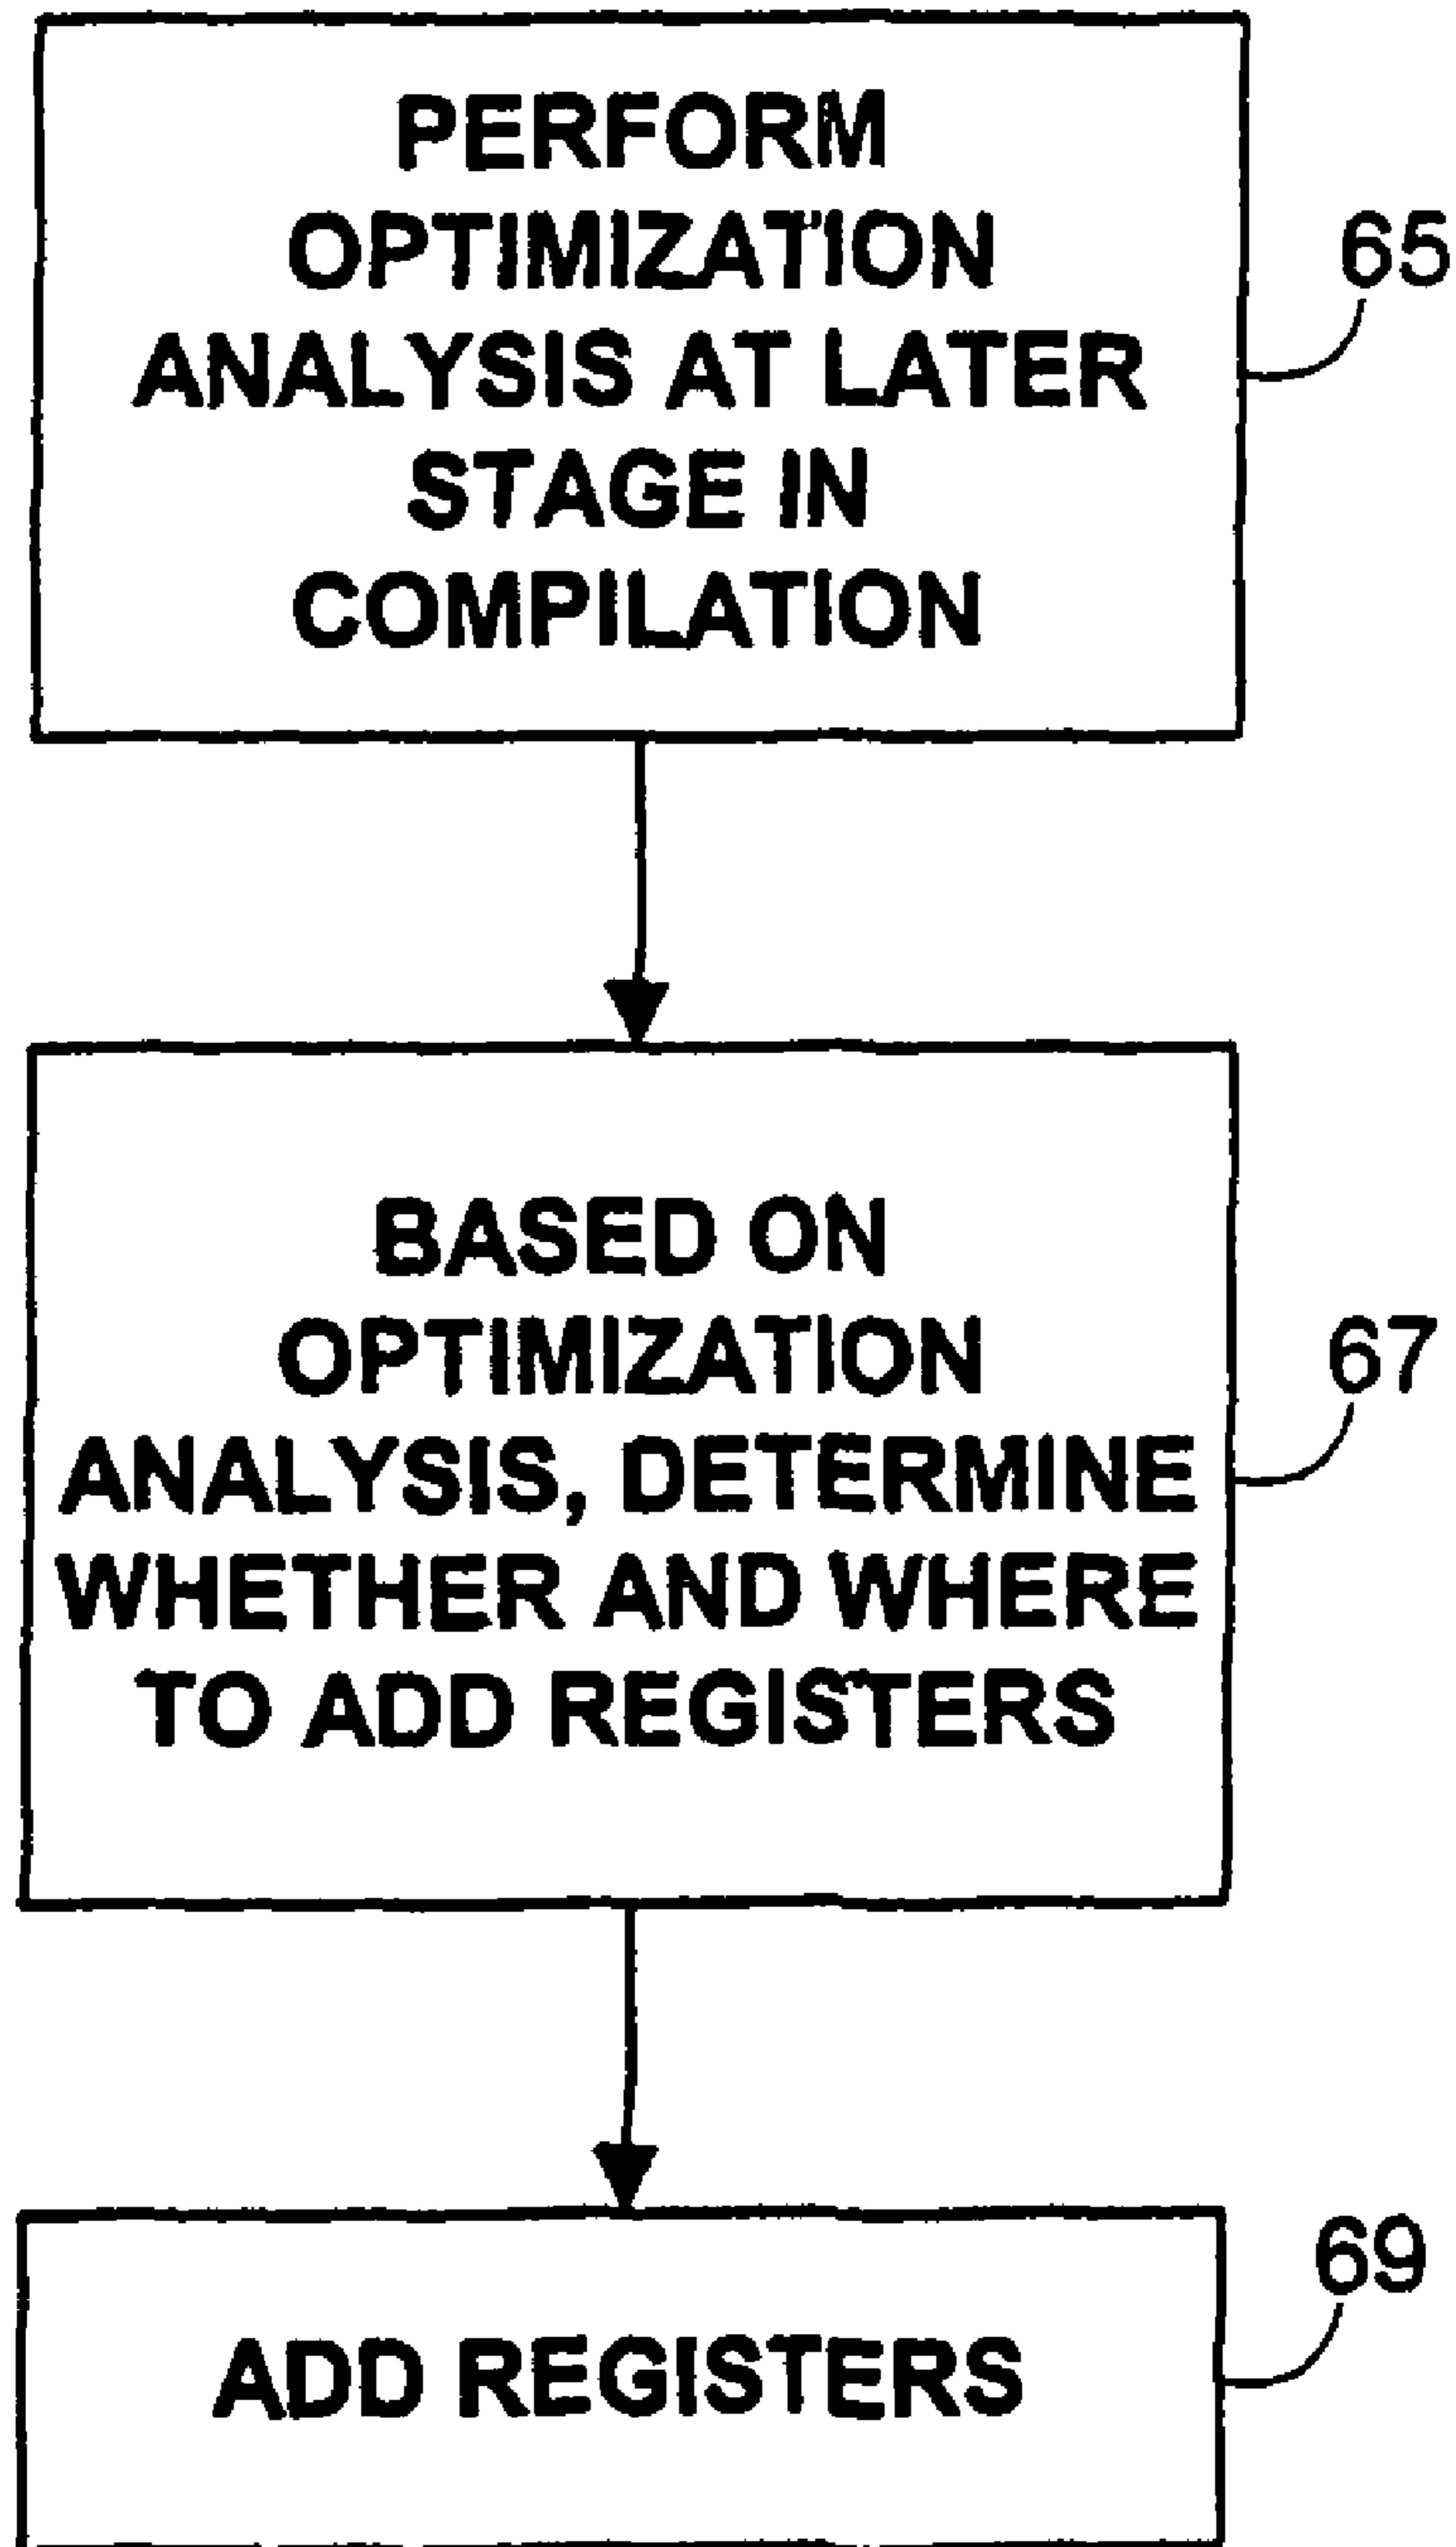 PERFORM
OPTIMIZATION
ANALYSIS AT LATER
STAGE IN
COMPILATION
65
BASED ON
OPTIMIZATION
ANALYSIS, DETERMINE
WHETHER AND WHERE
TO ADD REGISTERS
67
ADD REGISTERS
69